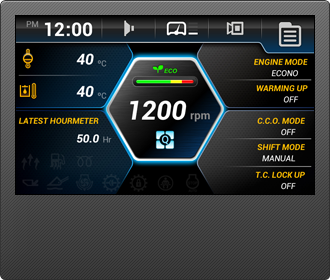 PM 12:00
40 °C
40 °C
LATEST HOURMETER
50.0 Hr
ECO
1200 rpm
Q
ENGINE MODE
ECONO
WARMING UP
OFF
C.C.O. MODE
OFF
SHIFT MODE
MANUAL
T.C. LOCK UP
OFF